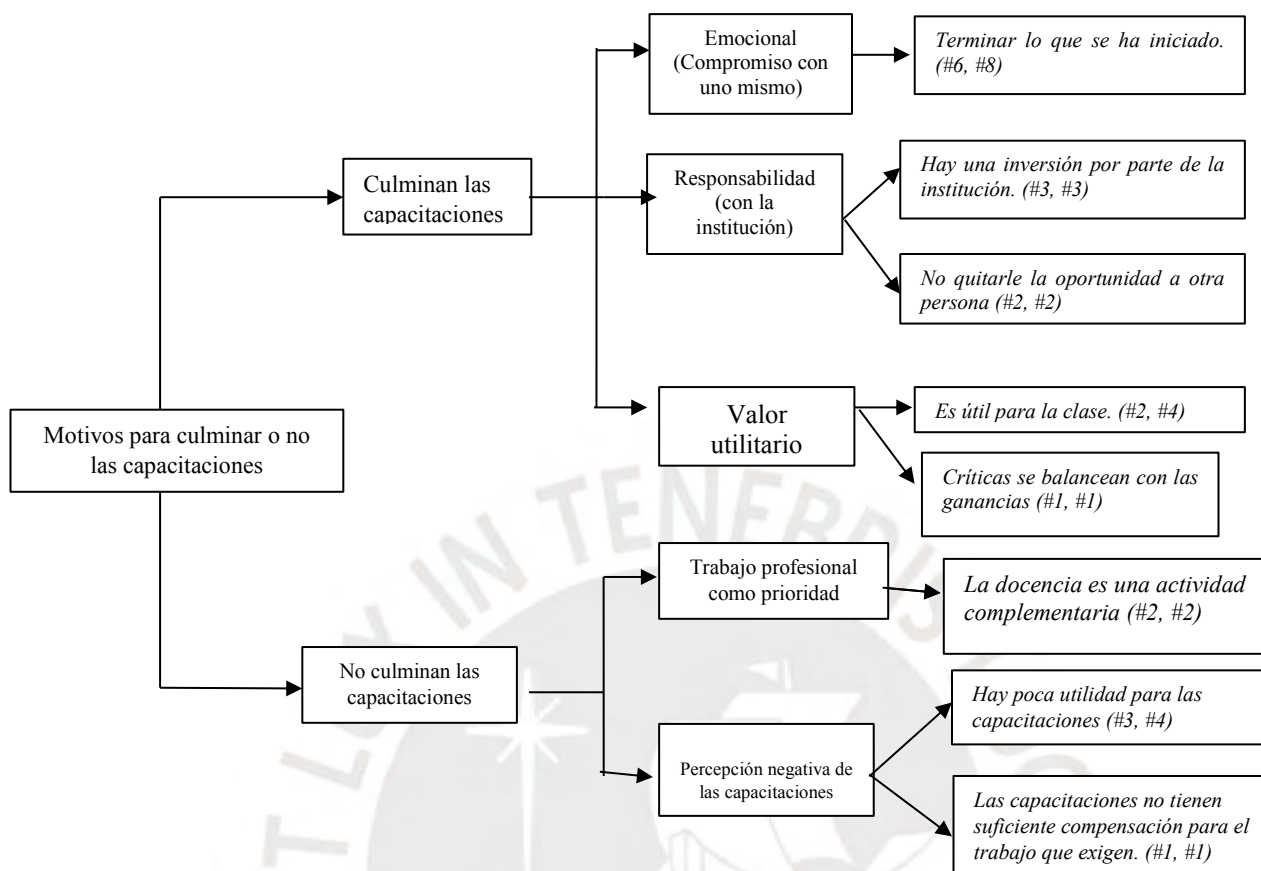 Emocional
(Compromiso con
uno mismo)
Terminar lo que se ha iniciado.
(#6, #8)
Culminan las
capacitaciones
Responsabilidad
(con la
institución)
Hay una inversión por parte de la
institución. (#3, #3)
No quitarle la oportunidad a otra
persona (#2, #2)
Motivos para culminar o no
las capacitaciones
Valor
utilitario
Es útil para la clase. (#2, #4)
Críticas se balancean con las
ganancias (#1, #1)
Trabajo profesional
como prioridad
La docencia es una actividad
complementaria (#2, #2)
No culminan las
capacitaciones
Percepción negativa de
las capacitaciones
Hay poca utilidad para las
capacitaciones (#3, #4)
Las capacitaciones no tienen
suficiente compensación para el
trabajo que exigen. (#1, #1)
IN TENEBRIS